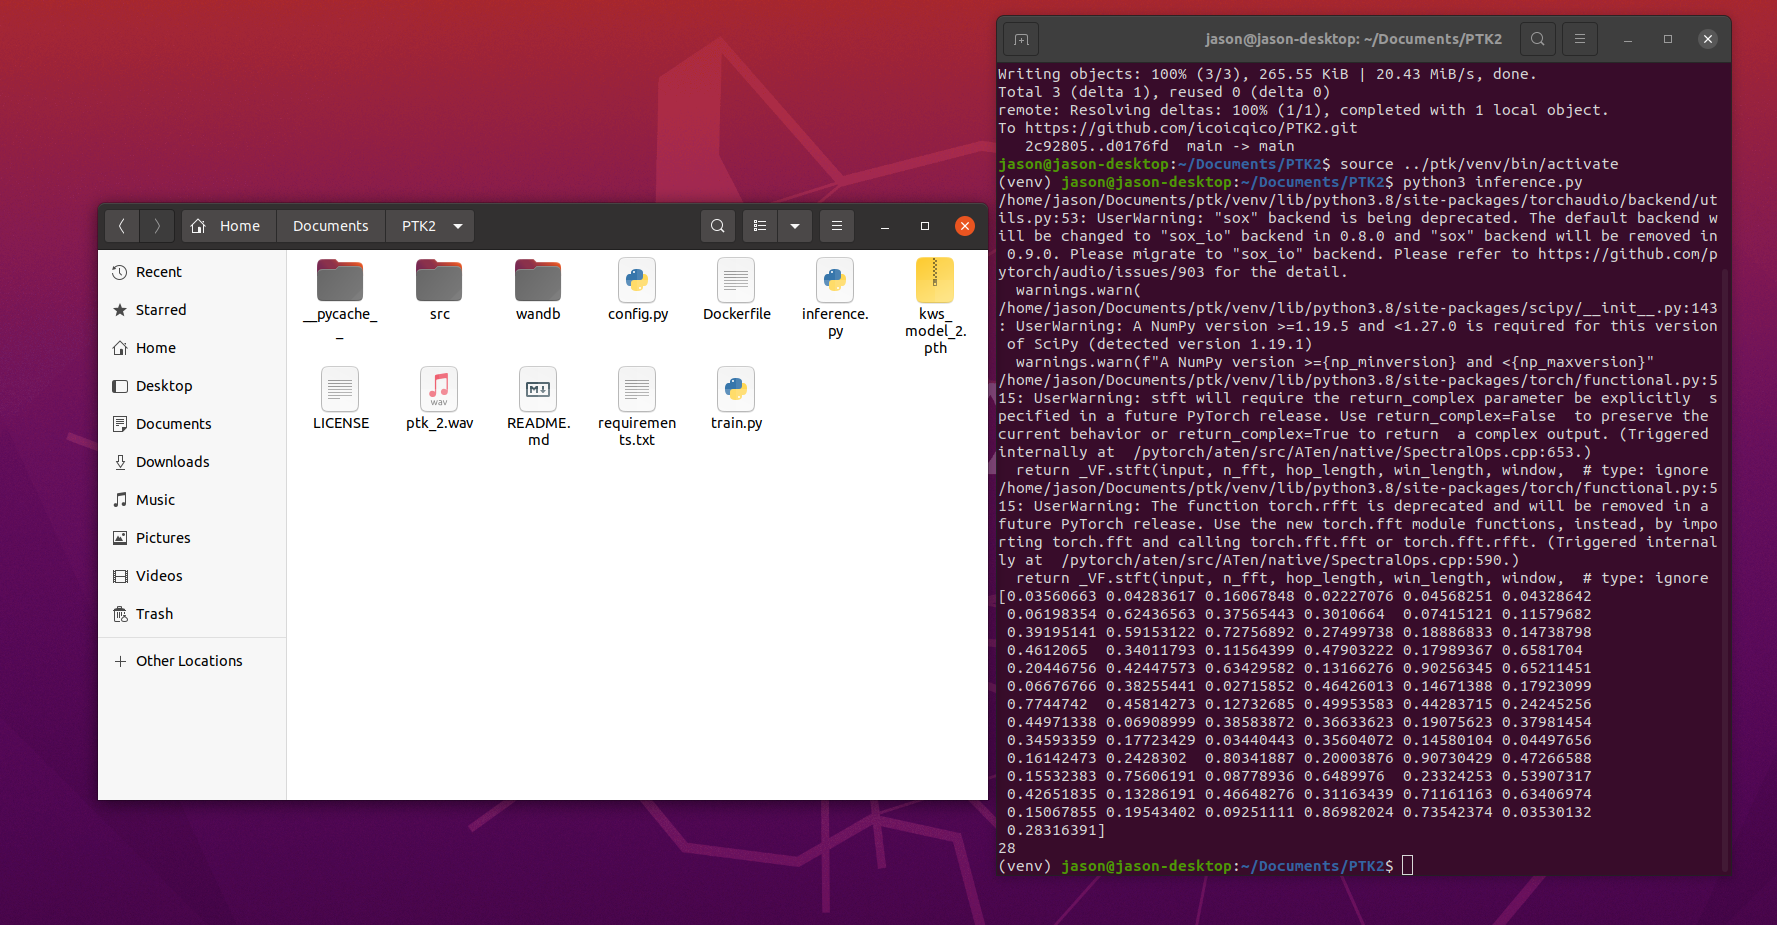 Home
Documents
PTK2
Recent
Starred
Home
Desktop
Documents
Downloads
Music
Pictures
Videos
Trash
Other Locations
__pycache_
_
src
wandb
config.py
Dockerfile
inference.
py
kws_
model_2.
pth
LICENSE
wav
ptk_2.wav
README.
md
requiremen
ts.txt
train.py
jason@jason-desktop: ~/Documents/PTK2
Writing objects: 100% (3/3), 265.55 KiB | 20.43 MiB/s, done.
Total 3 (delta 1), reused 0 (delta 0)
remote: Resolving deltas: 100% (1/1), completed with 1 local object.
To https://github.com/icoicqico/PTK2.git
   2c92805..d0176fd  main -> main
jason@jason-desktop:~/Documents/PTK2$ source ../ptk/venv/bin/activate
(venv) jason@jason-desktop:~/Documents/PTK2$ python3 inference.py
/home/jason/Documents/ptk/venv/lib/python3.8/site-packages/torchaudio/backend/ut
ils.py:53: UserWarning: "sox" backend is being deprecated. The default backend w
ill be changed to "sox_io" backend in 0.8.0 and "sox" backend will be removed in
 0.9.0. Please migrate to "sox_io" backend. Please refer to https://github.com/p
ytorch/audio/issues/903 for the detail.
  warnings.warn(
/home/jason/Documents/ptk/venv/lib/python3.8/site-packages/scipy/__init__.py:143
: UserWarning: A NumPy version >=1.19.5 and <1.27.0 is required for this version
 of SciPy (detected version 1.19.1)
  warnings.warn(f"A NumPy version >={np_minversion} and <{np_maxversion}"
/home/jason/Documents/ptk/venv/lib/python3.8/site-packages/torch/functional.py:5
15: UserWarning: stft will require the return_complex parameter be explicitly  s
pecified in a future PyTorch release. Use return_complex=False  to preserve the
current behavior or return_complex=True to return  a complex output. (Triggered
internally at  /pytorch/aten/src/ATen/native/SpectralOps.cpp:653.)
  return _VF.stft(input, n_fft, hop_length, win_length, window,  # type: ignore
/home/jason/Documents/ptk/venv/lib/python3.8/site-packages/torch/functional.py:5
15: UserWarning: The function torch.rfft is deprecated and will be removed in a
future PyTorch release. Use the new torch.fft module functions, instead, by impo
rting torch.fft and calling torch.fft.fft or torch.fft.rfft. (Triggered internal
ly at  /pytorch/aten/src/ATen/native/SpectralOps.cpp:590.)
  return _VF.stft(input, n_fft, hop_length, win_length, window,  # type: ignore
[0.03560663 0.04283617 0.16067848 0.02227076 0.04568251 0.04328642
 0.06198354 0.62436563 0.37565443 0.3010664  0.07415121 0.11579682
 0.39195141 0.59153122 0.72756892 0.27499738 0.18886833 0.14738798
 0.4612065  0.34011793 0.11564399 0.47903222 0.17989367 0.6581704
 0.20446756 0.42447573 0.63429582 0.13166276 0.90256345 0.65211451
 0.06676766 0.38255441 0.02715852 0.46426013 0.14671388 0.17923099
 0.7744742  0.45814273 0.12732685 0.49953583 0.44283715 0.24245256
 0.44971338 0.06908999 0.38583872 0.36633623 0.19075623 0.37981454
 0.34593359 0.17723429 0.03440443 0.35604072 0.14580104 0.04497656
 0.16142473 0.2428302  0.80341887 0.20003876 0.90730429 0.47266588
 0.15532383 0.75606191 0.08778936 0.6489976  0.23324253 0.53907317
 0.42651835 0.13286191 0.46648276 0.31163439 0.71161163 0.63406974
 0.15067855 0.19543402 0.09251111 0.86982024 0.73542374 0.03530132
 0.28316391]
28
(venv) jason@jason-desktop:~/Documents/PTK2$